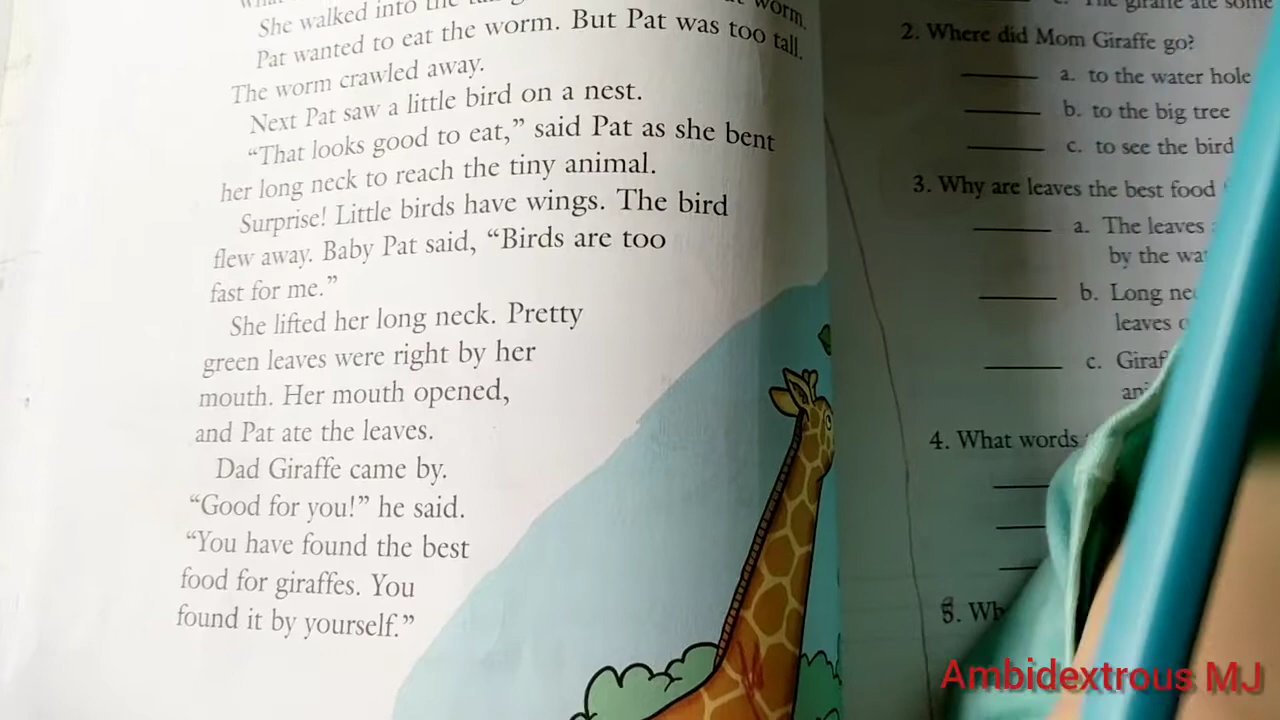 She walked into the
worm.
Pat wanted to eat the worm. But Pat was too tall.
The worm crawled away.
Next Pat saw a little bird on a nest.
“That looks good to eat,” said Pat as she bent
her long neck to reach the tiny animal.
Surprise! Little birds have wings. The bird
flew away. Baby Pat said, “Birds are too
fast for me.”
She lifted her long neck. Pretty
green leaves were right by her
mouth. Her mouth opened,
and Pat ate the leaves.
Dad Giraffe came by.
“Good for you!” he said.
“You have found the best
food for giraffes. You
found it by yourself.”
c. The giraffe ate some
2. Where did Mom Giraffe go?
a. to the water hole
b. to the big tree
c. to see the bird
3. Why are leaves the best food
a. The leaves
by the
b. Long
leaves
c.
4. What words
5.
Ambidextrous MJ